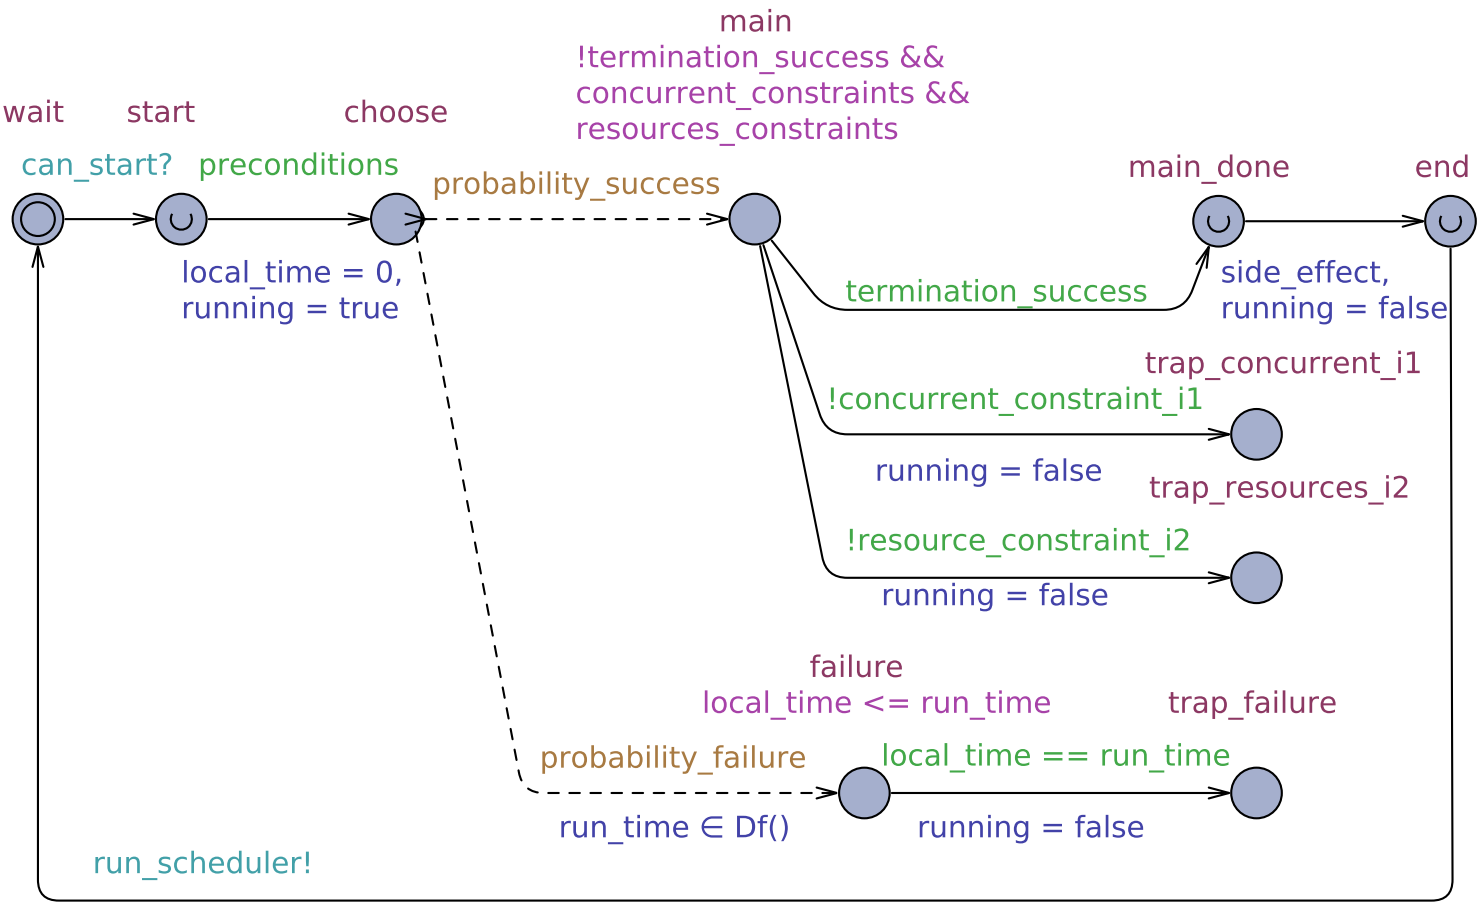 main
!termination_success &&
concurrent_constraints &&
resources_constraints
wait
start
choose
can_start?
preconditions
probability_success
main_done
end
local_time = 0,
running = true
termination_success
side_effect,
running = false
trap_concurrent_i1
!concurrent_constraint_i1
running = false
trap_resources_i2
!resource_constraint_i2
running = false
failure
local_time <= run_time
trap_failure
probability_failure
local_time == run_time
run_time ∈ Df()
running = false
run_scheduler!